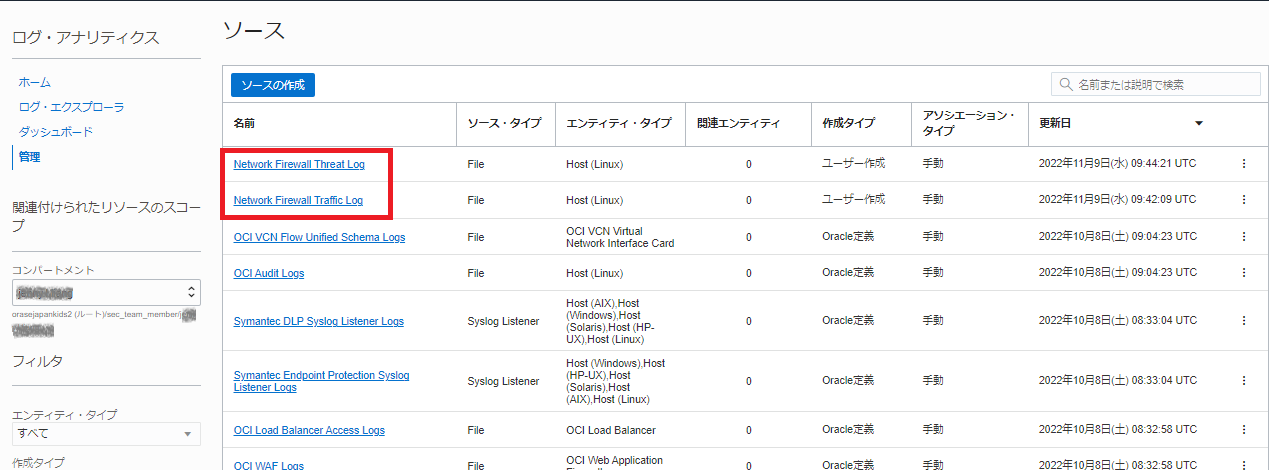 ログ・アナリティクス
ホーム
ログ・エクスプローラ
ダッシュボード
管理
関連付けられたリソースのスコー
プ
コンパートメント
orasejapankids2 (ルート)/sec_team_member/j
フィルタ
エンティティ・タイプ
すべて
作成タイプ
ソース
ソースの作成
名前または説明で検索
名前 ソース・タイプ エンティティ・タイプ 関連エンティティ 作成タイプ アソシエーション・ 更新日
タイプ
Network Firewall Threat Log File Host (Linux) 0 ユーザー作成 手動 2022年11月9日(水) 09:44:21 UTC
Network Firewall Traffic Log File Host (Linux) 0 ユーザー作成 手動 2022年11月9日(水) 09:42:09 UTC
OCI VCN Flow Unified Schema Logs File OCI VCN Virtual 0 Oracle定義 手動 2022年10月8日(土) 09:04:23 UTC
Network Interface Card
OCI Audit Logs File Host (Linux) 0 Oracle定義 手動 2022年10月8日(土) 09:04:23 UTC
Host (AIX),Host
(Windows),Host
Symantec DLP Syslog Listener Logs Syslog Listener (Solaris),Host (HP- 0 Oracle定義 手動 2022年10月8日(土) 08:33:04 UTC
UX),Host (Linux)
Host (Windows),Host
Symantec Endpoint Protection Syslog (HP-UX),Host
Listener Logs Syslog Listener (Solaris),Host 0 Oracle定義 手動 2022年10月8日(土) 08:33:04 UTC
(AIX),Host (Linux)
OCI Load Balancer Access Logs File OCI Load Balancer 0 Oracle定義 手動 2022年10月8日(土) 08:32:58 UTC
OCI WAF Logs File OCI Web Application 0 Oracle定義 手動 2022年10月8日(土) 08:32:58 UTC